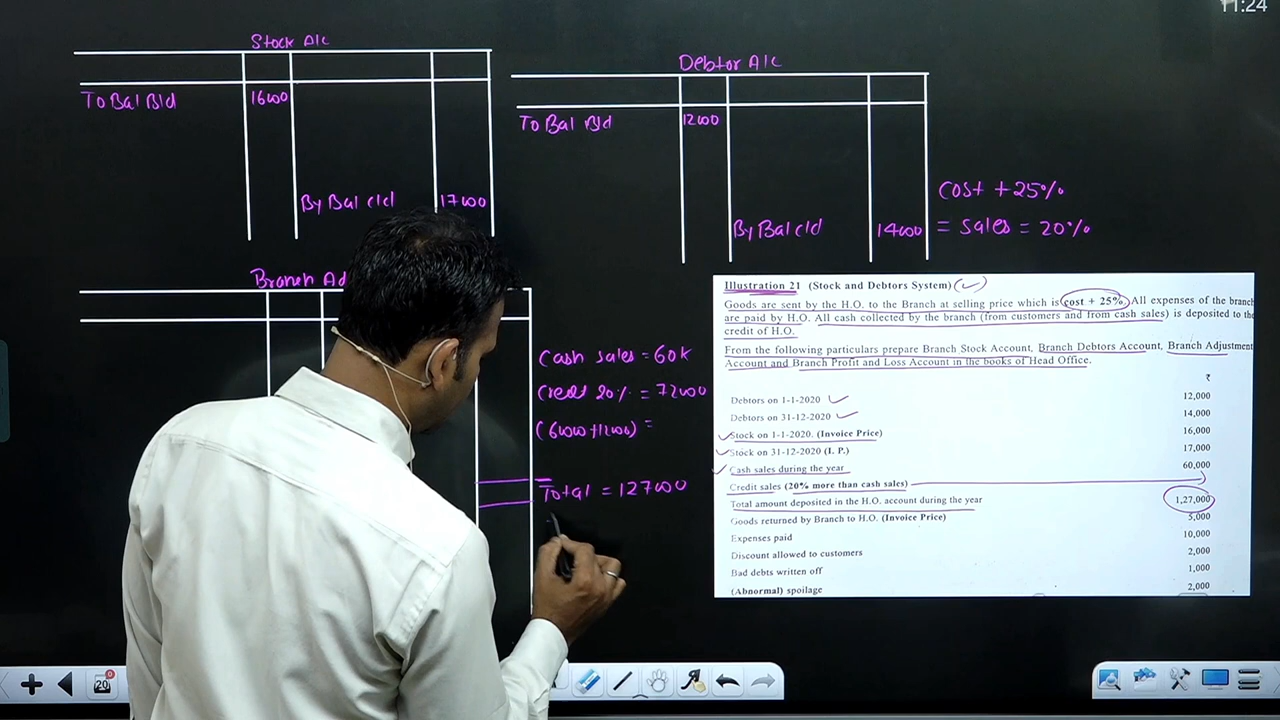 11:24
Stock A/c
To Bal B/d 16000
By Bal c/d 17000
Debtor A/c
To Bal B/d 12000
By Bal c/d 14000
Cost + 25%
= Sales = 20%
Branch Ad
Cash sales = 60k
Credit 20% = 72000
(60000+12000) =
Total = 127000
Illustration 21 (Stock and Debtors System)
Goods are sent by the H.O. to the Branch at selling price which is cost + 25%. All expenses of the branch
are paid by H.O. All cash collected by the branch (from customers and from cash sales) is deposited to the
credit of H.O.
From the following particulars prepare Branch Stock Account, Branch Debtors Account, Branch Adjustment
Account and Branch Profit and Loss Account in the books of Head Office.
₹
Debtors on 1-1-2020 12,000
Debtors on 31-12-2020 14,000
Stock on 1-1-2020. (Invoice Price) 16,000
Stock on 31-12-2020 (I. P.) 17,000
Cash sales during the year 60,000
Credit sales (20% more than cash sales)
Total amount deposited in the H.O. account during the year 1,27,000
Goods returned by Branch to H.O. (Invoice Price) 5,000
Expenses paid 10,000
Discount allowed to customers 2,000
Bad debts written off 1,000
(Abnormal) spoilage 2,000
20